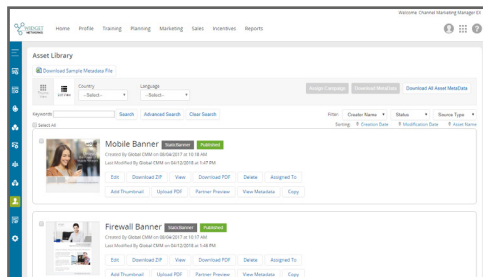 Welcome Channel Marketing Manager EX
WIDGET
NETWORKS
Home Profile Training Planning Marketing Sales Incentives Reports
Asset Library
Download Sample Metadata File
Country Language
List View -Select- -Select-
Assign Campaign Download MetaData Download All Asset MetaData
Keywords Search Advanced Search Clear Search Filter: Creator Name Status Source Type
Select All Sorting: Creation Date Modification Date Asset Name
Mobile Banner Static Banner Published
Created By Global CMM on 08/04/2017 at 10:18 AM
Last Modified By Global CMM on 04/12/2018 at 1:47 PM
Edit Download ZIP View Download PDF Delete Assigned To
Add Thumbnail Upload PDF Partner Preview View Metadata Copy
Firewall Banner Static Banner Published
Created By Global CMM on 08/04/2017 at 10:17 AM
Last Modified By Global CMM on 04/12/2018 at 1:46 PM
Edit Download ZIP View Download PDF Delete Assigned To
Add Thumbnail Upload PDF Partner Preview View Metadata Copy